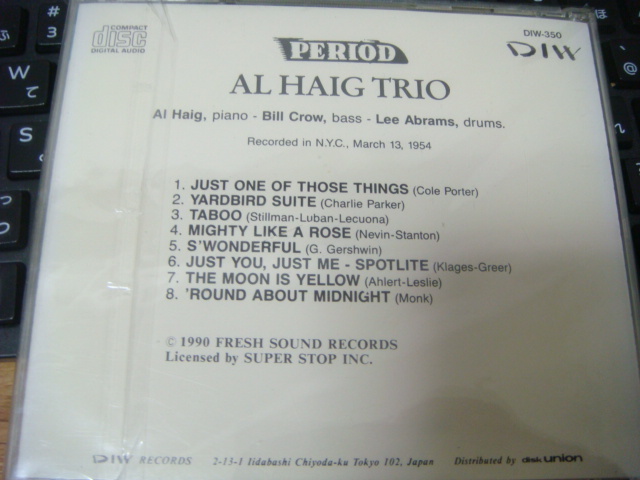 COMPACT
disc
DIGITAL AUDIO
PERIOD
DIW-350
DIW
AL HAIG TRIO
Al Haig, piano - Bill Crow, bass - Lee Abrams, drums.
Recorded in N.Y.C., March 13, 1954
1. JUST ONE OF THOSE THINGS (Cole Porter)
2. YARDBIRD SUITE (Charlie Parker)
3. TABOO (Stillman-Luban-Lecuona)
4. MIGHTY LIKE A ROSE (Nevin-Stanton)
5. S'WONDERFUL (G. Gershwin)
6. JUST YOU, JUST ME - SPOTLITE (Klages-Greer)
7. THE MOON IS YELLOW (Ahlert-Leslie)
8. 'ROUND ABOUT MIDNIGHT (Monk)
© 1990 FRESH SOUND RECORDS
Licensed by SUPER STOP INC.
DIW RECORDS 2-13-1 Iidabashi Chiyoda-ku Tokyo 102, Japan Distributed by disk union
# 3 あ
W
て
S
と